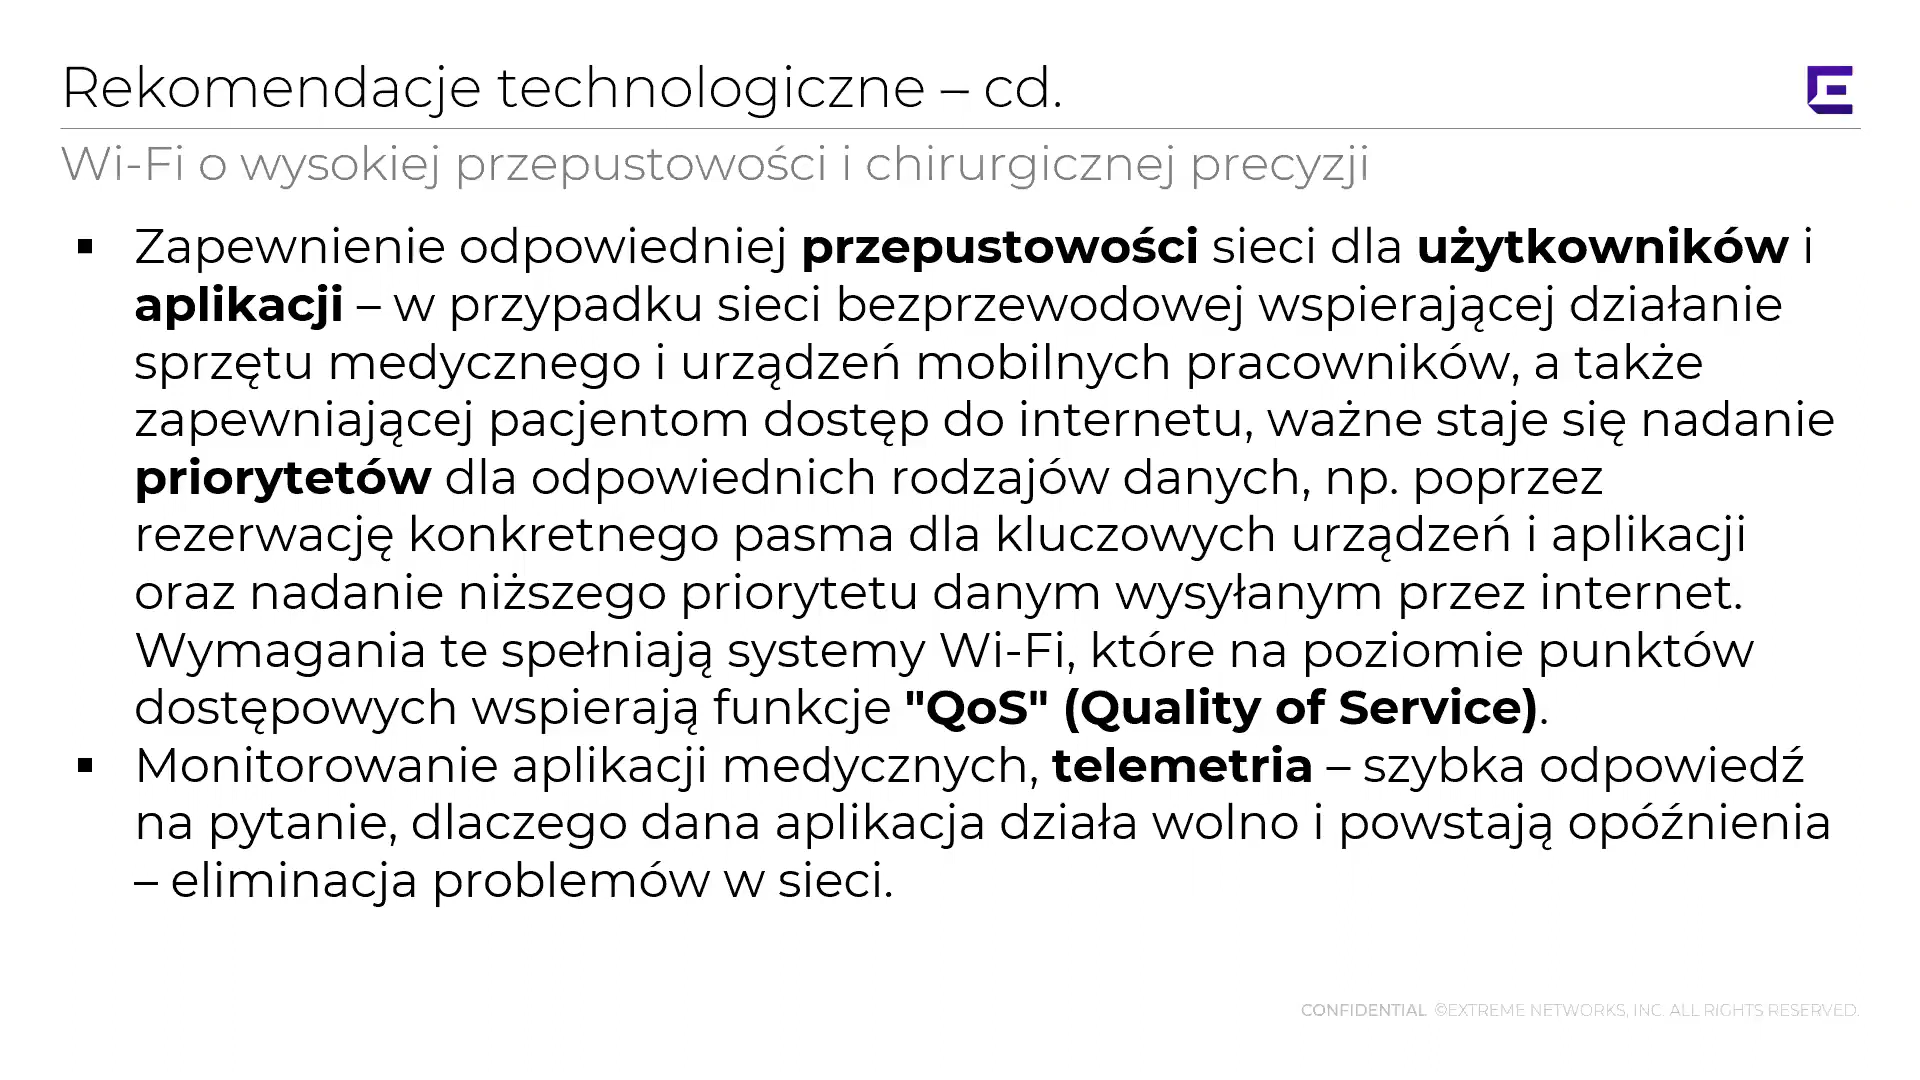 Rekomendacje technologiczne – cd.
Wi-Fi o wysokiej przepustowości i chirurgicznej precyzji
▪ Zapewnienie odpowiedniej przepustowości sieci dla użytkowników i
aplikacji – w przypadku sieci bezprzewodowej wspierającej działanie
sprzętu medycznego i urządzeń mobilnych pracowników, a także
zapewniającej pacjentom dostęp do internetu, ważne staje się nadanie
priorytetów dla odpowiednich rodzajów danych, np. poprzez
rezerwację konkretnego pasma dla kluczowych urządzeń i aplikacji
oraz nadanie niższego priorytetu danym wysyłanym przez internet.
Wymagania te spełniają systemy Wi-Fi, które na poziomie punktów
dostępowych wspierają funkcje "QoS" (Quality of Service).
▪ Monitorowanie aplikacji medycznych, telemetria – szybka odpowiedź
na pytanie, dlaczego dana aplikacja działa wolno i powstają opóźnienia
– eliminacja problemów w sieci.
CONFIDENTIAL ©EXTREME NETWORKS, INC. ALL RIGHTS RESERVED.